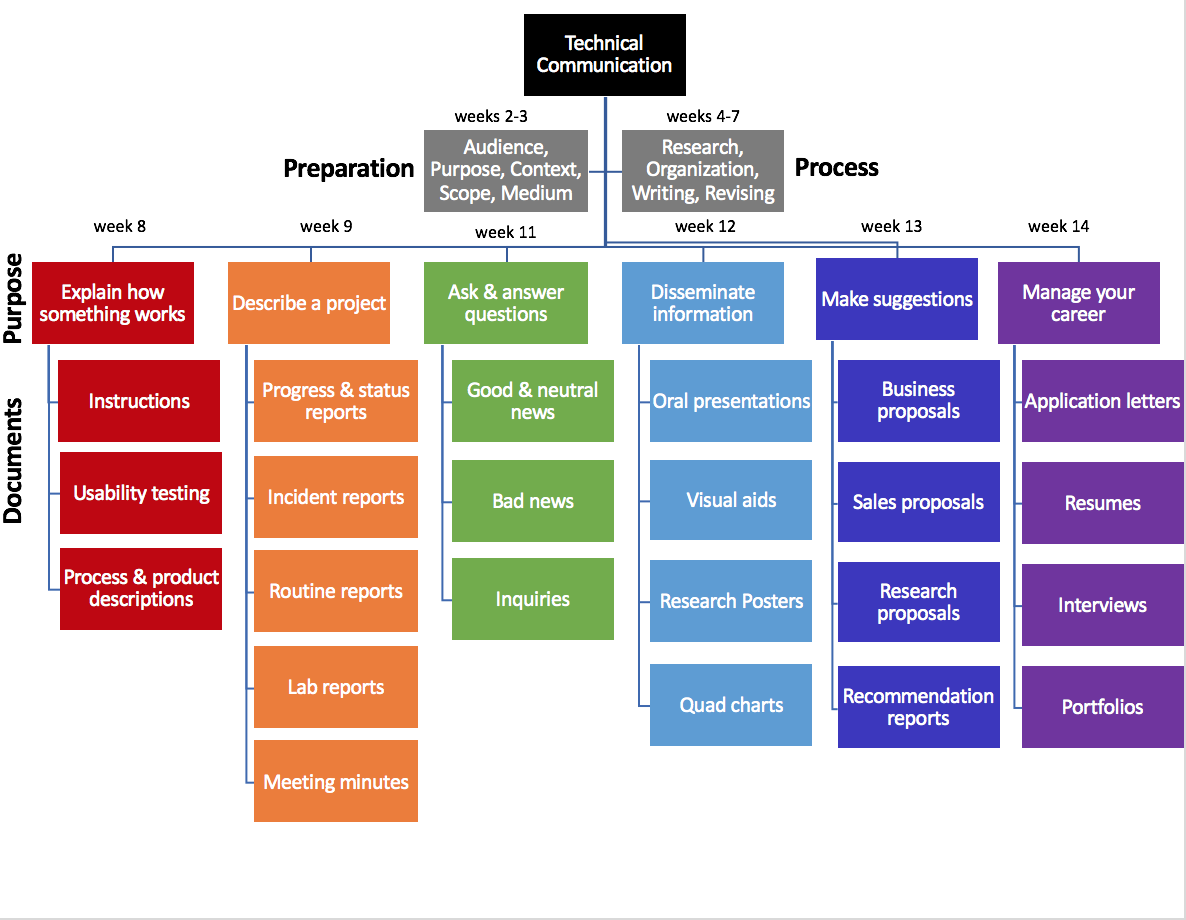 Technical
Communication
weeks 2-3
weeks 4-7
Preparation
Audience,
Purpose, Context,
Scope, Medium
Research,
Organization,
Writing, Revising
Process
week 8
week 9
week 11
week 12
week 13
week 14
Purpose
Explain how
something works
Describe a project
Ask & answer
questions
Disseminate
information
Make suggestions
Manage your
career
Documents
Instructions
Usability testing
Process & product
descriptions
Progress & status
reports
Incident reports
Routine reports
Lab reports
Meeting minutes
Good & neutral
news
Bad news
Inquiries
Oral presentations
Visual aids
Research Posters
Quad charts
Business
proposals
Sales proposals
Research
proposals
Recommendation
reports
Application letters
Resumes
Interviews
Portfolios